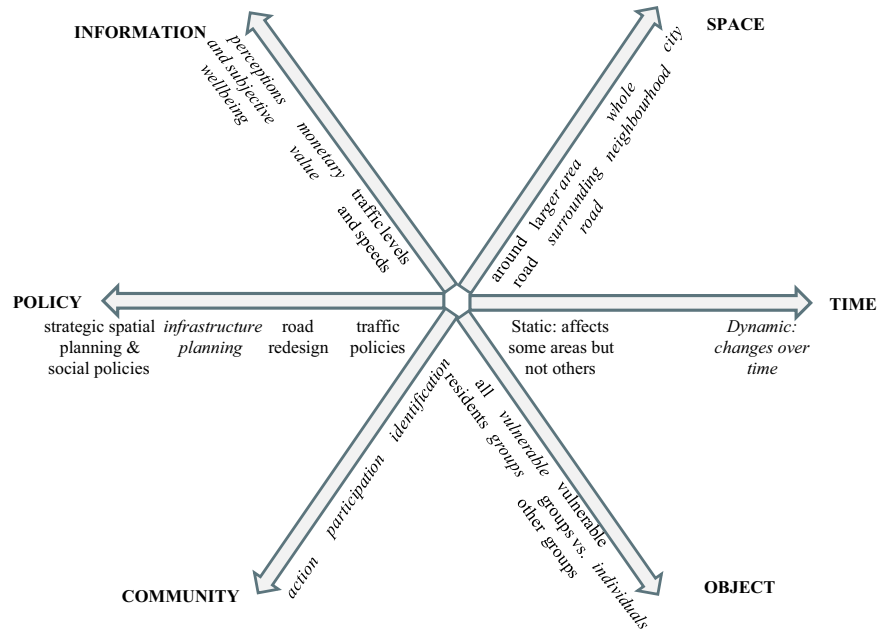 INFORMATION
perceptions
and subjective
wellbeing
monetary
value
traffic levels
and speeds
SPACE
around
road
larger area
surrounding
road
whole
neighbourhood
city
POLICY
strategic spatial
planning &
social policies
infrastructure
planning
road
redesign
traffic
policies
TIME
Static: affects
some areas but
not others
Dynamic:
changes over
time
COMMUNITY
identification
participation
action
OBJECT
all
residents
vulnerable
groups
vulnerable
groups vs.
other groups
individuals